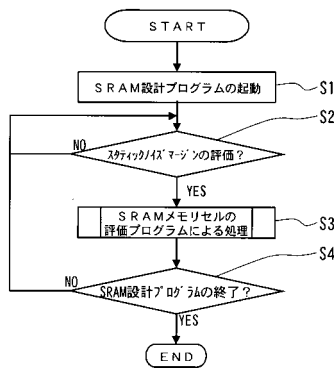 START
SRAM設計プログラムの起動
S1
S2
NO
ｽﾀﾃｨｯｸﾉｲｽﾞﾏｰｼﾞﾝの評価？
YES
SRAMメモリセルの
評価プログラムによる処理
S3
S4
NO
SRAM設計プログラムの終了？
YES
END